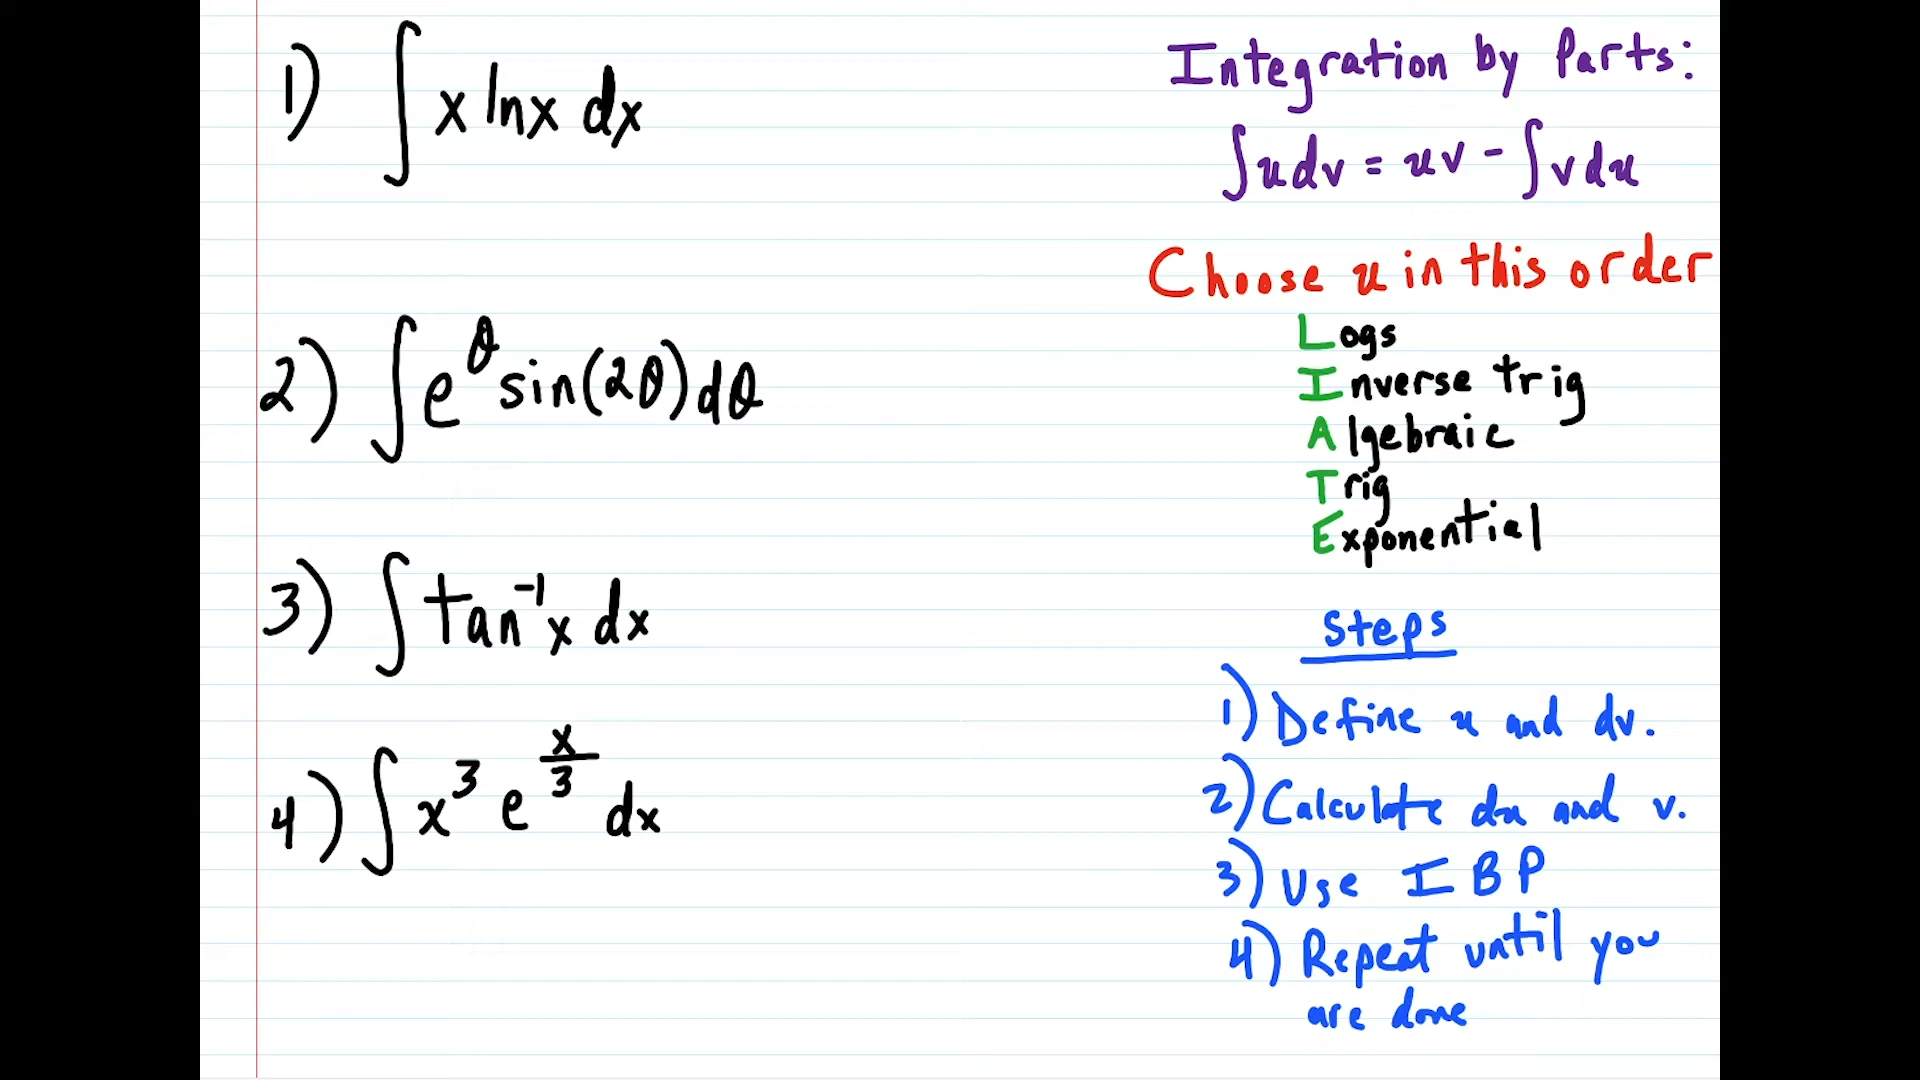 1) ∫ x lnx dx
2) ∫ e^θ sin(2θ) dθ
3) ∫ tan⁻¹x dx
4) ∫ x³ e^(x/3) dx
Integration by Parts:
∫udv = uv - ∫vdu
Choose u in this order
Logs
Inverse trig
Algebraic
Trig
Exponential
Steps
1) Define u and dv.
2) Calculate du and v.
3) Use IBP
4) Repeat until you
are done